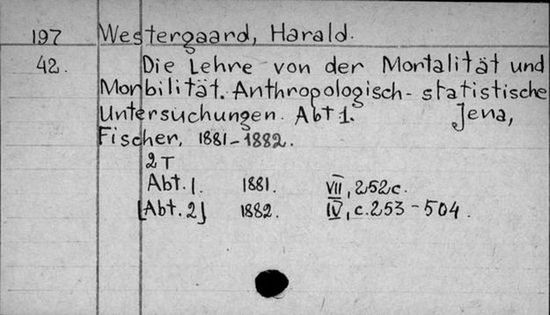 197 Westergaard, Harald.
42. Die Lehre von der Mortalität und
Morbilität. Anthropologisch-statistische
Untersuchungen. Abt 1. Jena,
Fischer, 1881-1882.
2 T
Abt. 1. 1881. VII, 252c.
[Abt. 2] 1882. IV, c. 253-504.